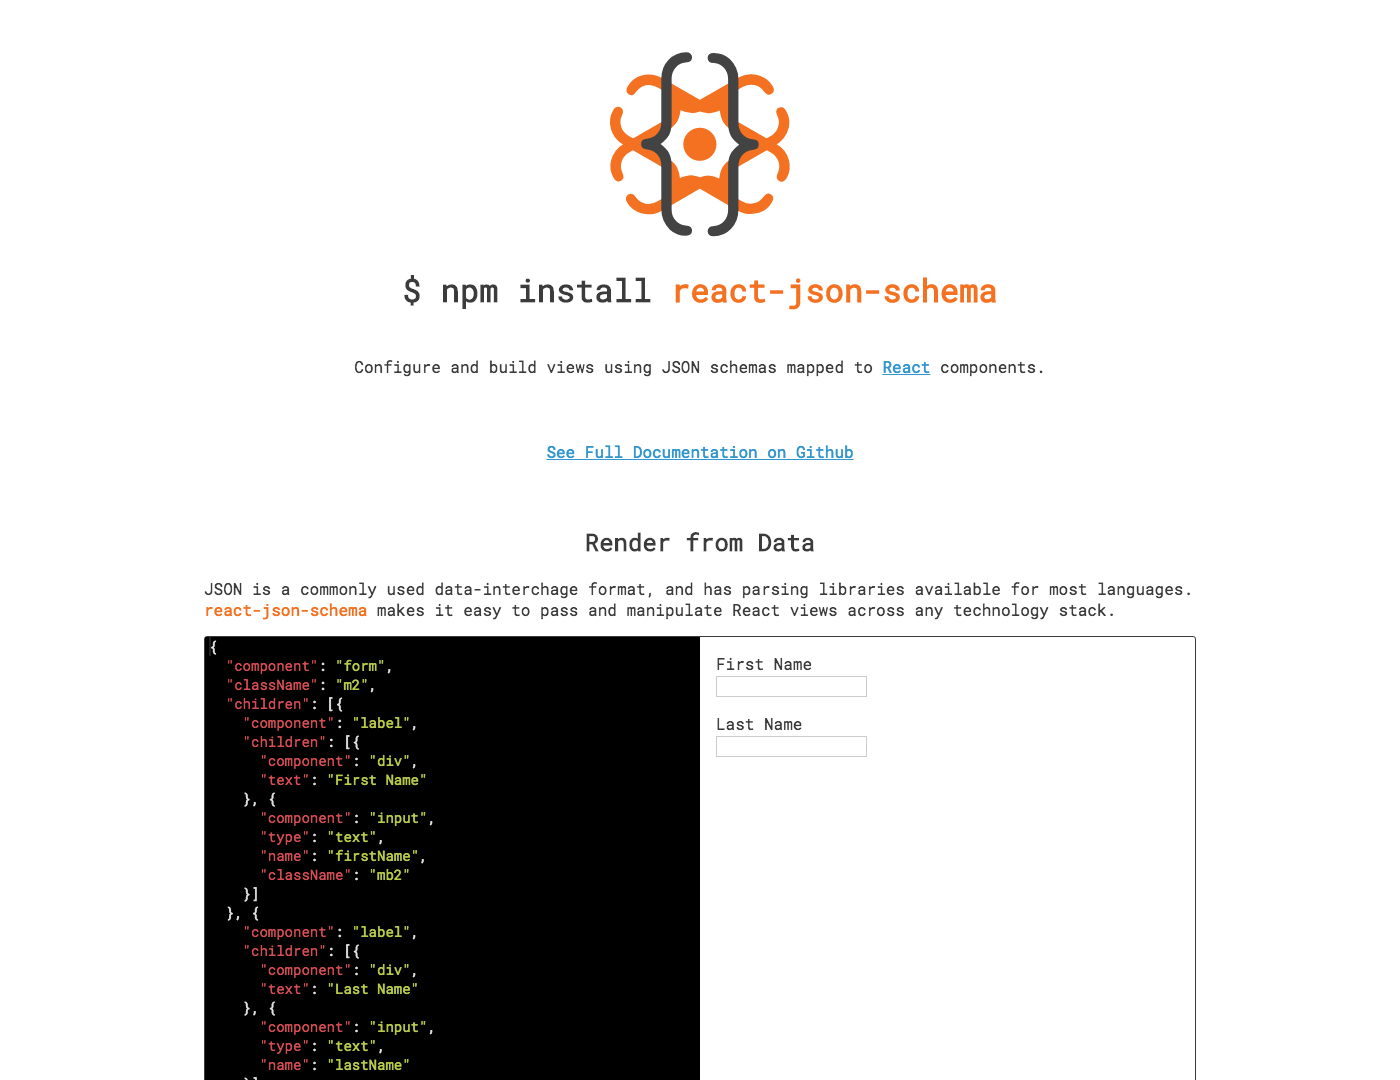 $ npm install react-json-schema
Configure and build views using JSON schemas mapped to React components.
See Full Documentation on Github
Render from Data
JSON is a commonly used data-interchage format, and has parsing libraries available for most languages.
react-json-schema makes it easy to pass and manipulate React views across any technology stack.
{
  "component": "form",
  "className": "m2",
  "children": [{
    "component": "label",
    "children": [{
      "component": "div",
      "text": "First Name"
    }, {
      "component": "input",
      "type": "text",
      "name": "firstName",
      "className": "mb2"
    }]
  }, {
    "component": "label",
    "children": [{
      "component": "div",
      "text": "Last Name"
    }, {
      "component": "input",
      "type": "text",
      "name": "lastName"
First Name
Last Name